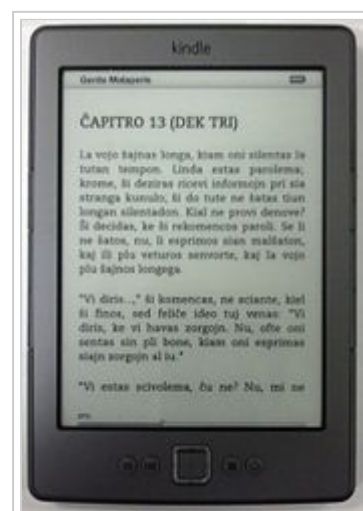 kindle
Gerda Malaperis
ĈAPITRO 13 (DEK TRI)
La vojo ŝajnas longa, kiam oni silentas la
tutan tempon. Linda estas parolema;
krome, ŝi deziras ricevi informojn pri sia
stranga kunulo; ŝi do tute ne ŝatas tiun
longan silentadon. Kial ne provi denove?
Ŝi decidas, ke ŝi rekomencos paroli. Se li
ne ŝatos, nu, li esprimos sian malŝaton,
kaj ili plu veturos senvorte, kaj la vojo
plu ŝajnos longega.
"Vi diris...," ŝi komencas, ne sciante, kiel
ŝi finos, sed feliĉe ideo tuj venas: "Vi
diris, ke vi havas zorgojn. Nu, ofte oni
sentas sin pli bone, kiam oni esprimas
siajn zorgojn al iu."
"Vi estas scivolema, ĉu ne? Nu, mi ne